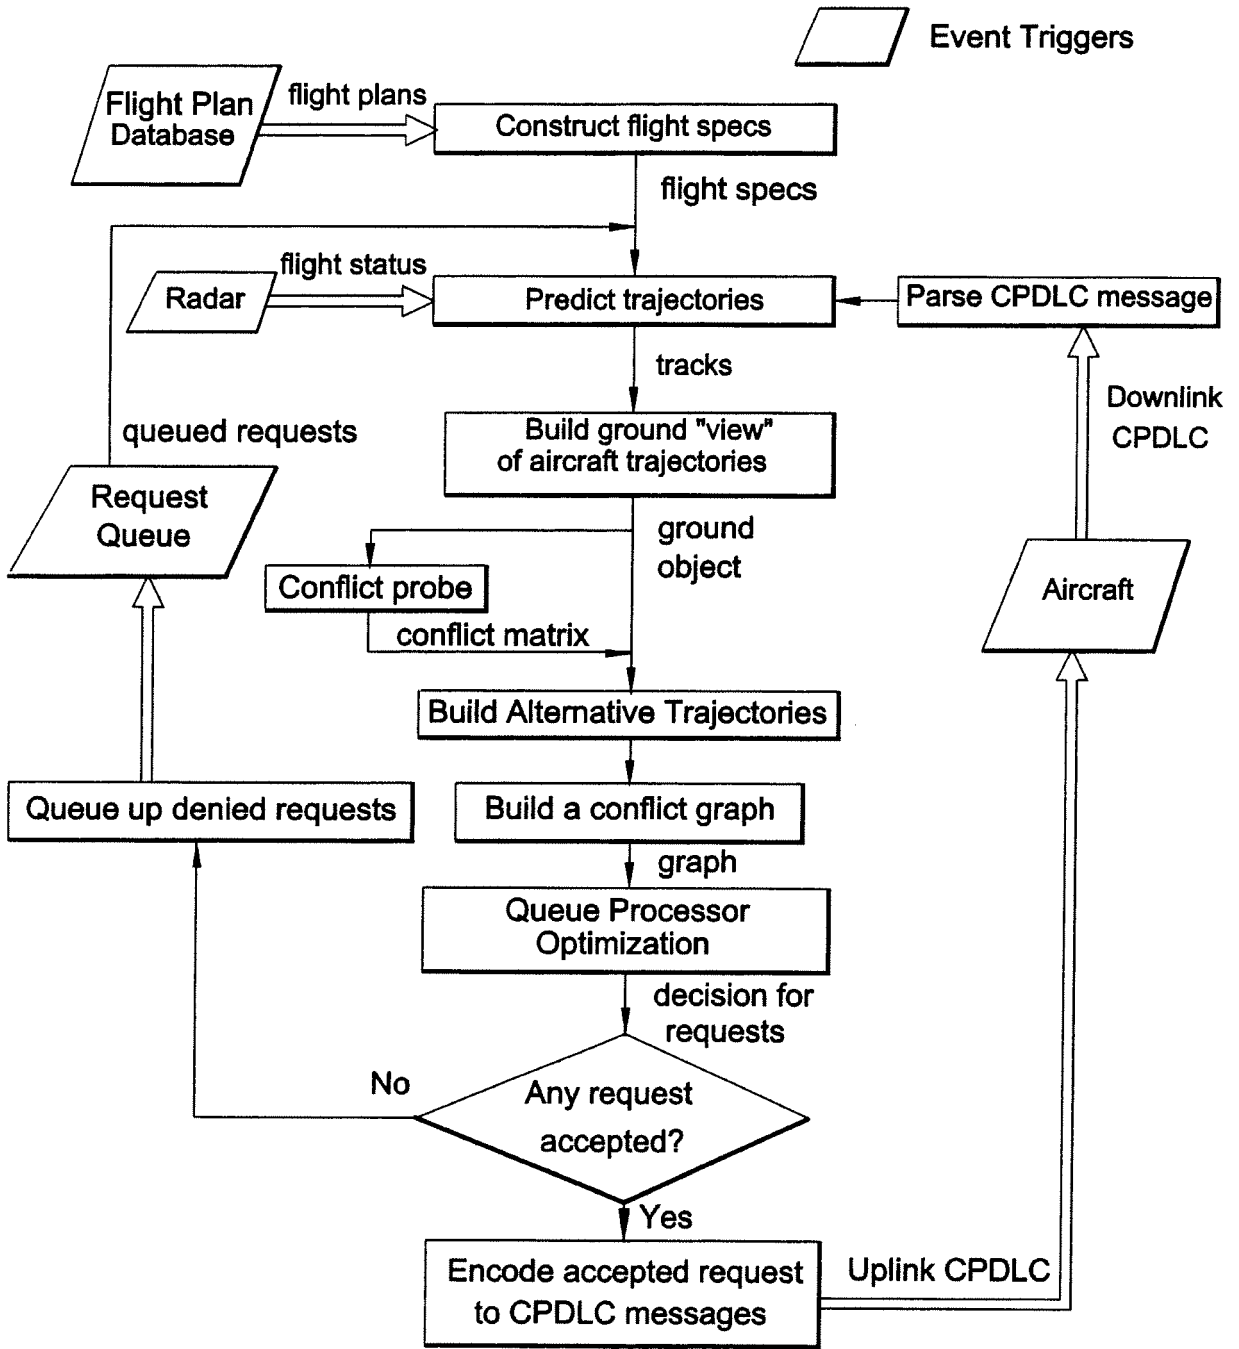 Event Triggers
Flight Plan
Database
flight plans
Construct flight specs
flight specs
Radar
flight status
Predict trajectories
Parse CPDLC message
tracks
Downlink
CPDLC
queued requests
Build ground "view"
of aircraft trajectories
Request
Queue
ground
object
Conflict probe
conflict matrix
Aircraft
Build Alternative Trajectories
Queue up denied requests
Build a conflict graph
graph
Queue Processor
Optimization
decision for
requests
No
Any request
accepted?
Yes
Encode accepted request
to CPDLC messages
Uplink CPDLC